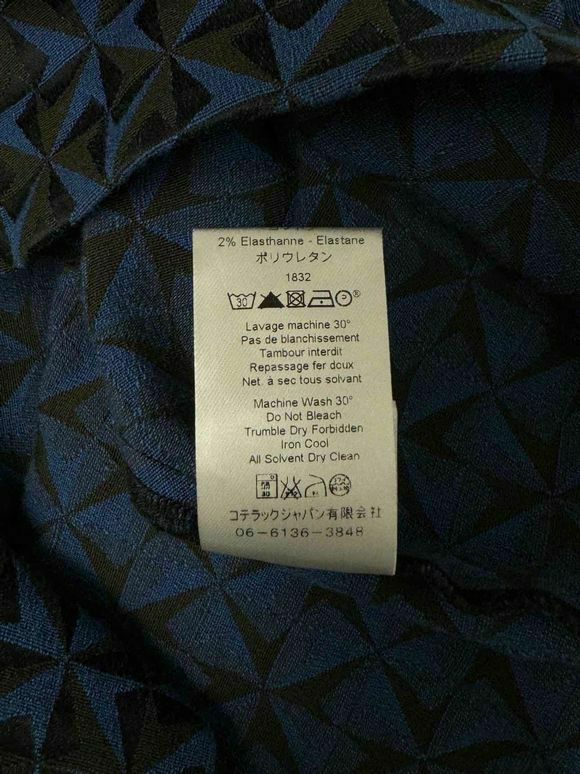 2% Elasthanne - Elastane
ポリウレタン
1832
30
Lavage machine 30°
Pas de blanchissement
Tambour interdit
Repassage fer doux
Net. à sec tous solvant
Machine Wash 30°
Do Not Bleach
Trumble Dry Forbidden
Iron Cool
All Solvent Dry Clean
コテラックジャパン有限会社
06-6136-3848